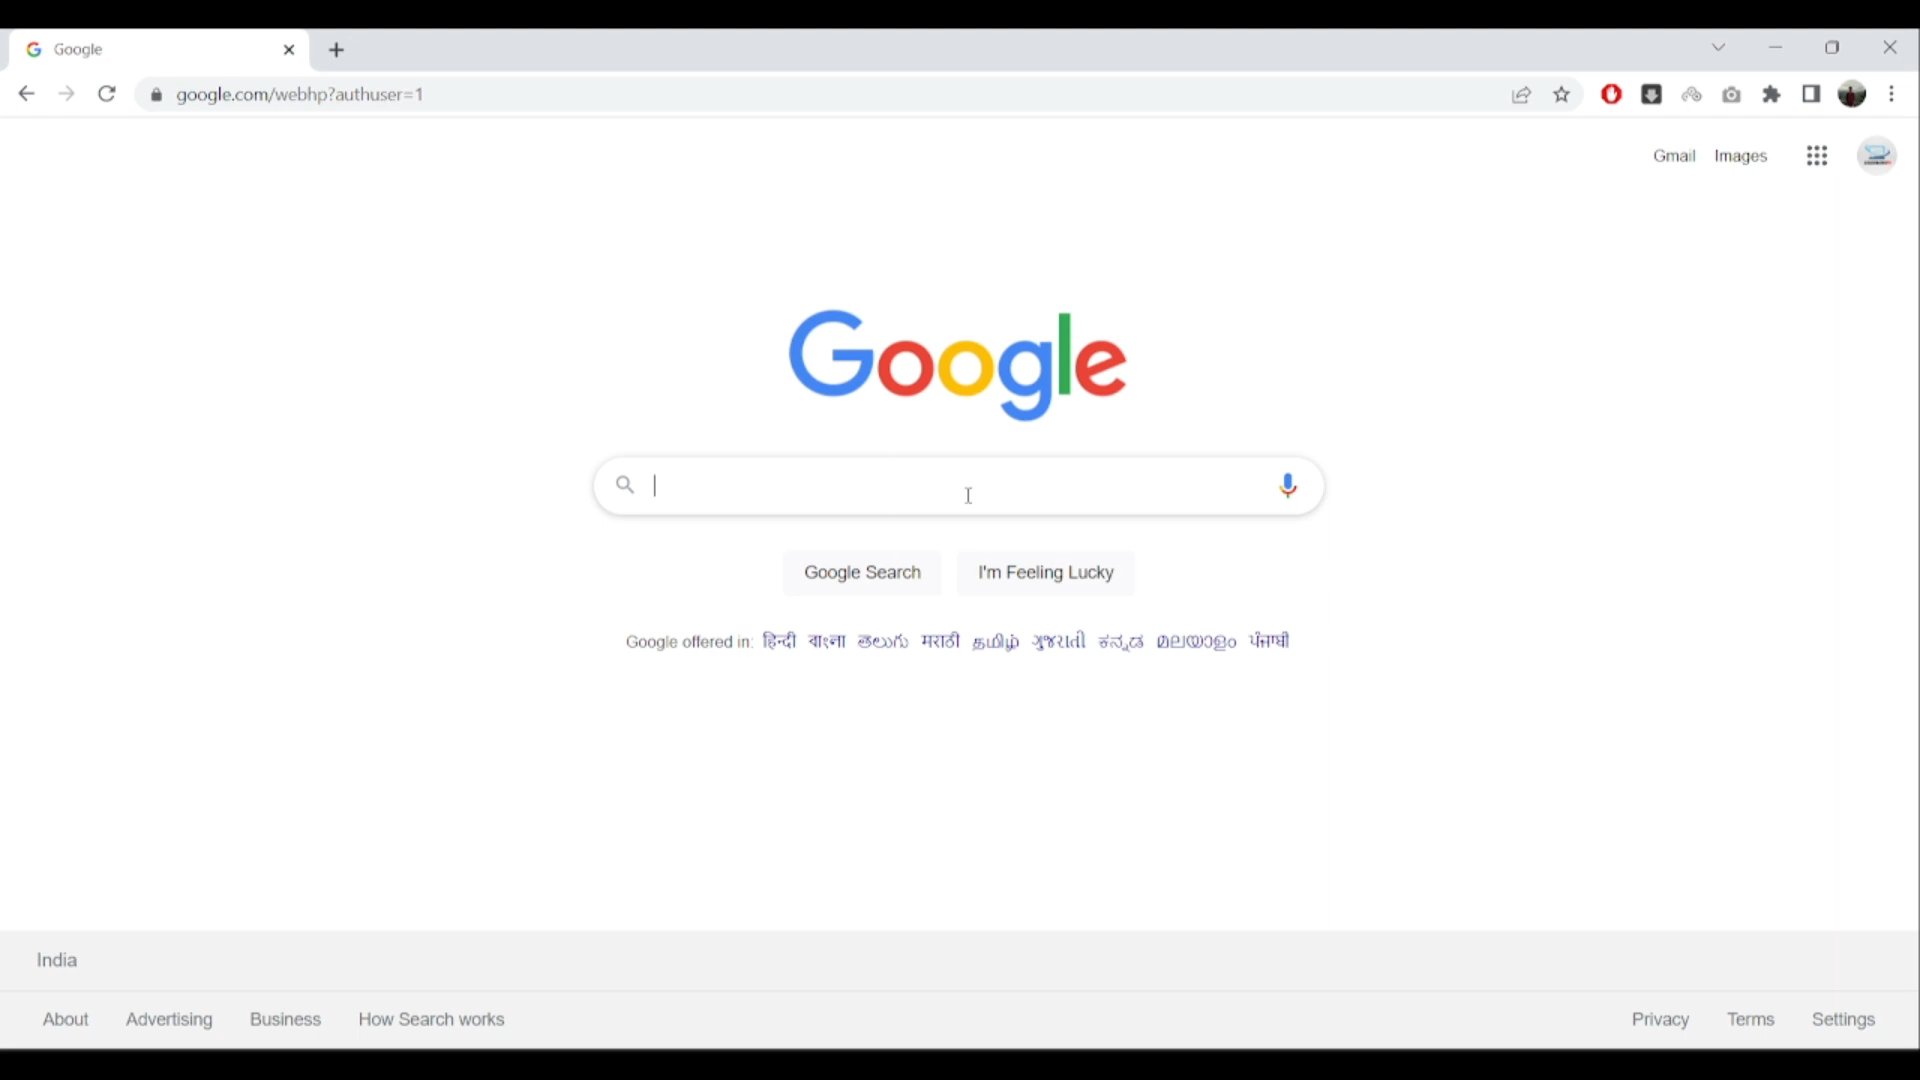 Google
google.com/webhp?authuser=1
Gmail Images
Google
Google Search I'm Feeling Lucky
Google offered in: हिन्दी বাংলা తెలుగు मराठी தமிழ் ગુજરાતી ಕನ್ನಡ മലയാളം ਪੰਜਾਬੀ
India
About Advertising Business How Search works Privacy Terms Settings